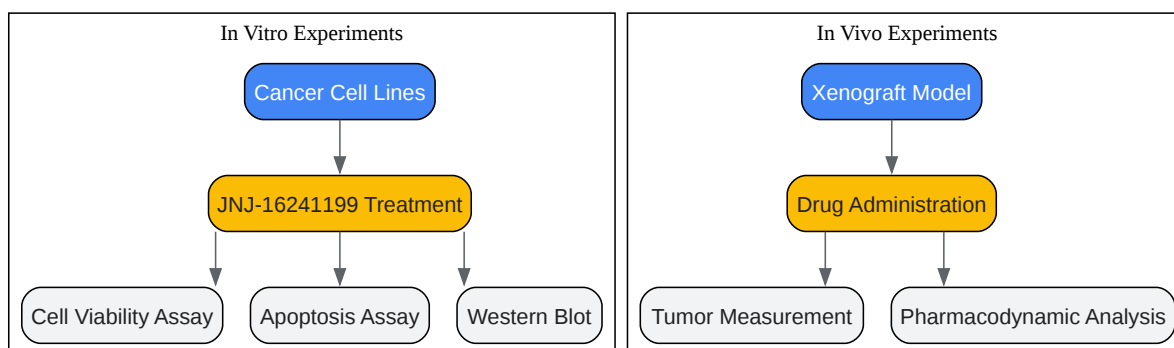 In Vitro Experiments
Cancer Cell Lines
JNJ-16241199 Treatment
Cell Viability Assay
Apoptosis Assay
Western Blot
In Vivo Experiments
Xenograft Model
Drug Administration
Tumor Measurement
Pharmacodynamic Analysis